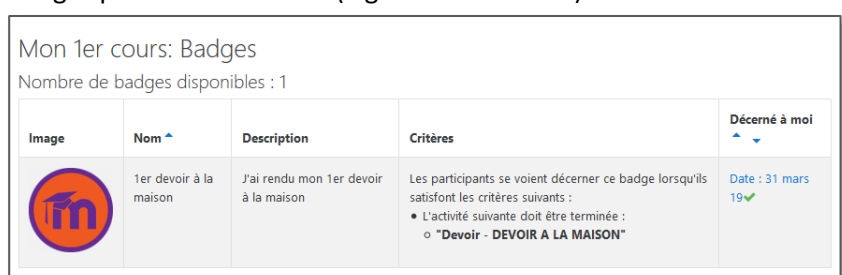 Mon 1er cours: Badges
Nombre de badges disponibles : 1
Image Nom Description Critères Décerné à moi
1er devoir à la
maison
J'ai rendu mon 1er devoir
à la maison
Les participants se voient décerner ce badge lorsqu'ils
satisfont les critères suivants :
• L'activité suivante doit être terminée :
○ "Devoir - DEVOIR A LA MAISON"
Date : 31 mars
19✔
m